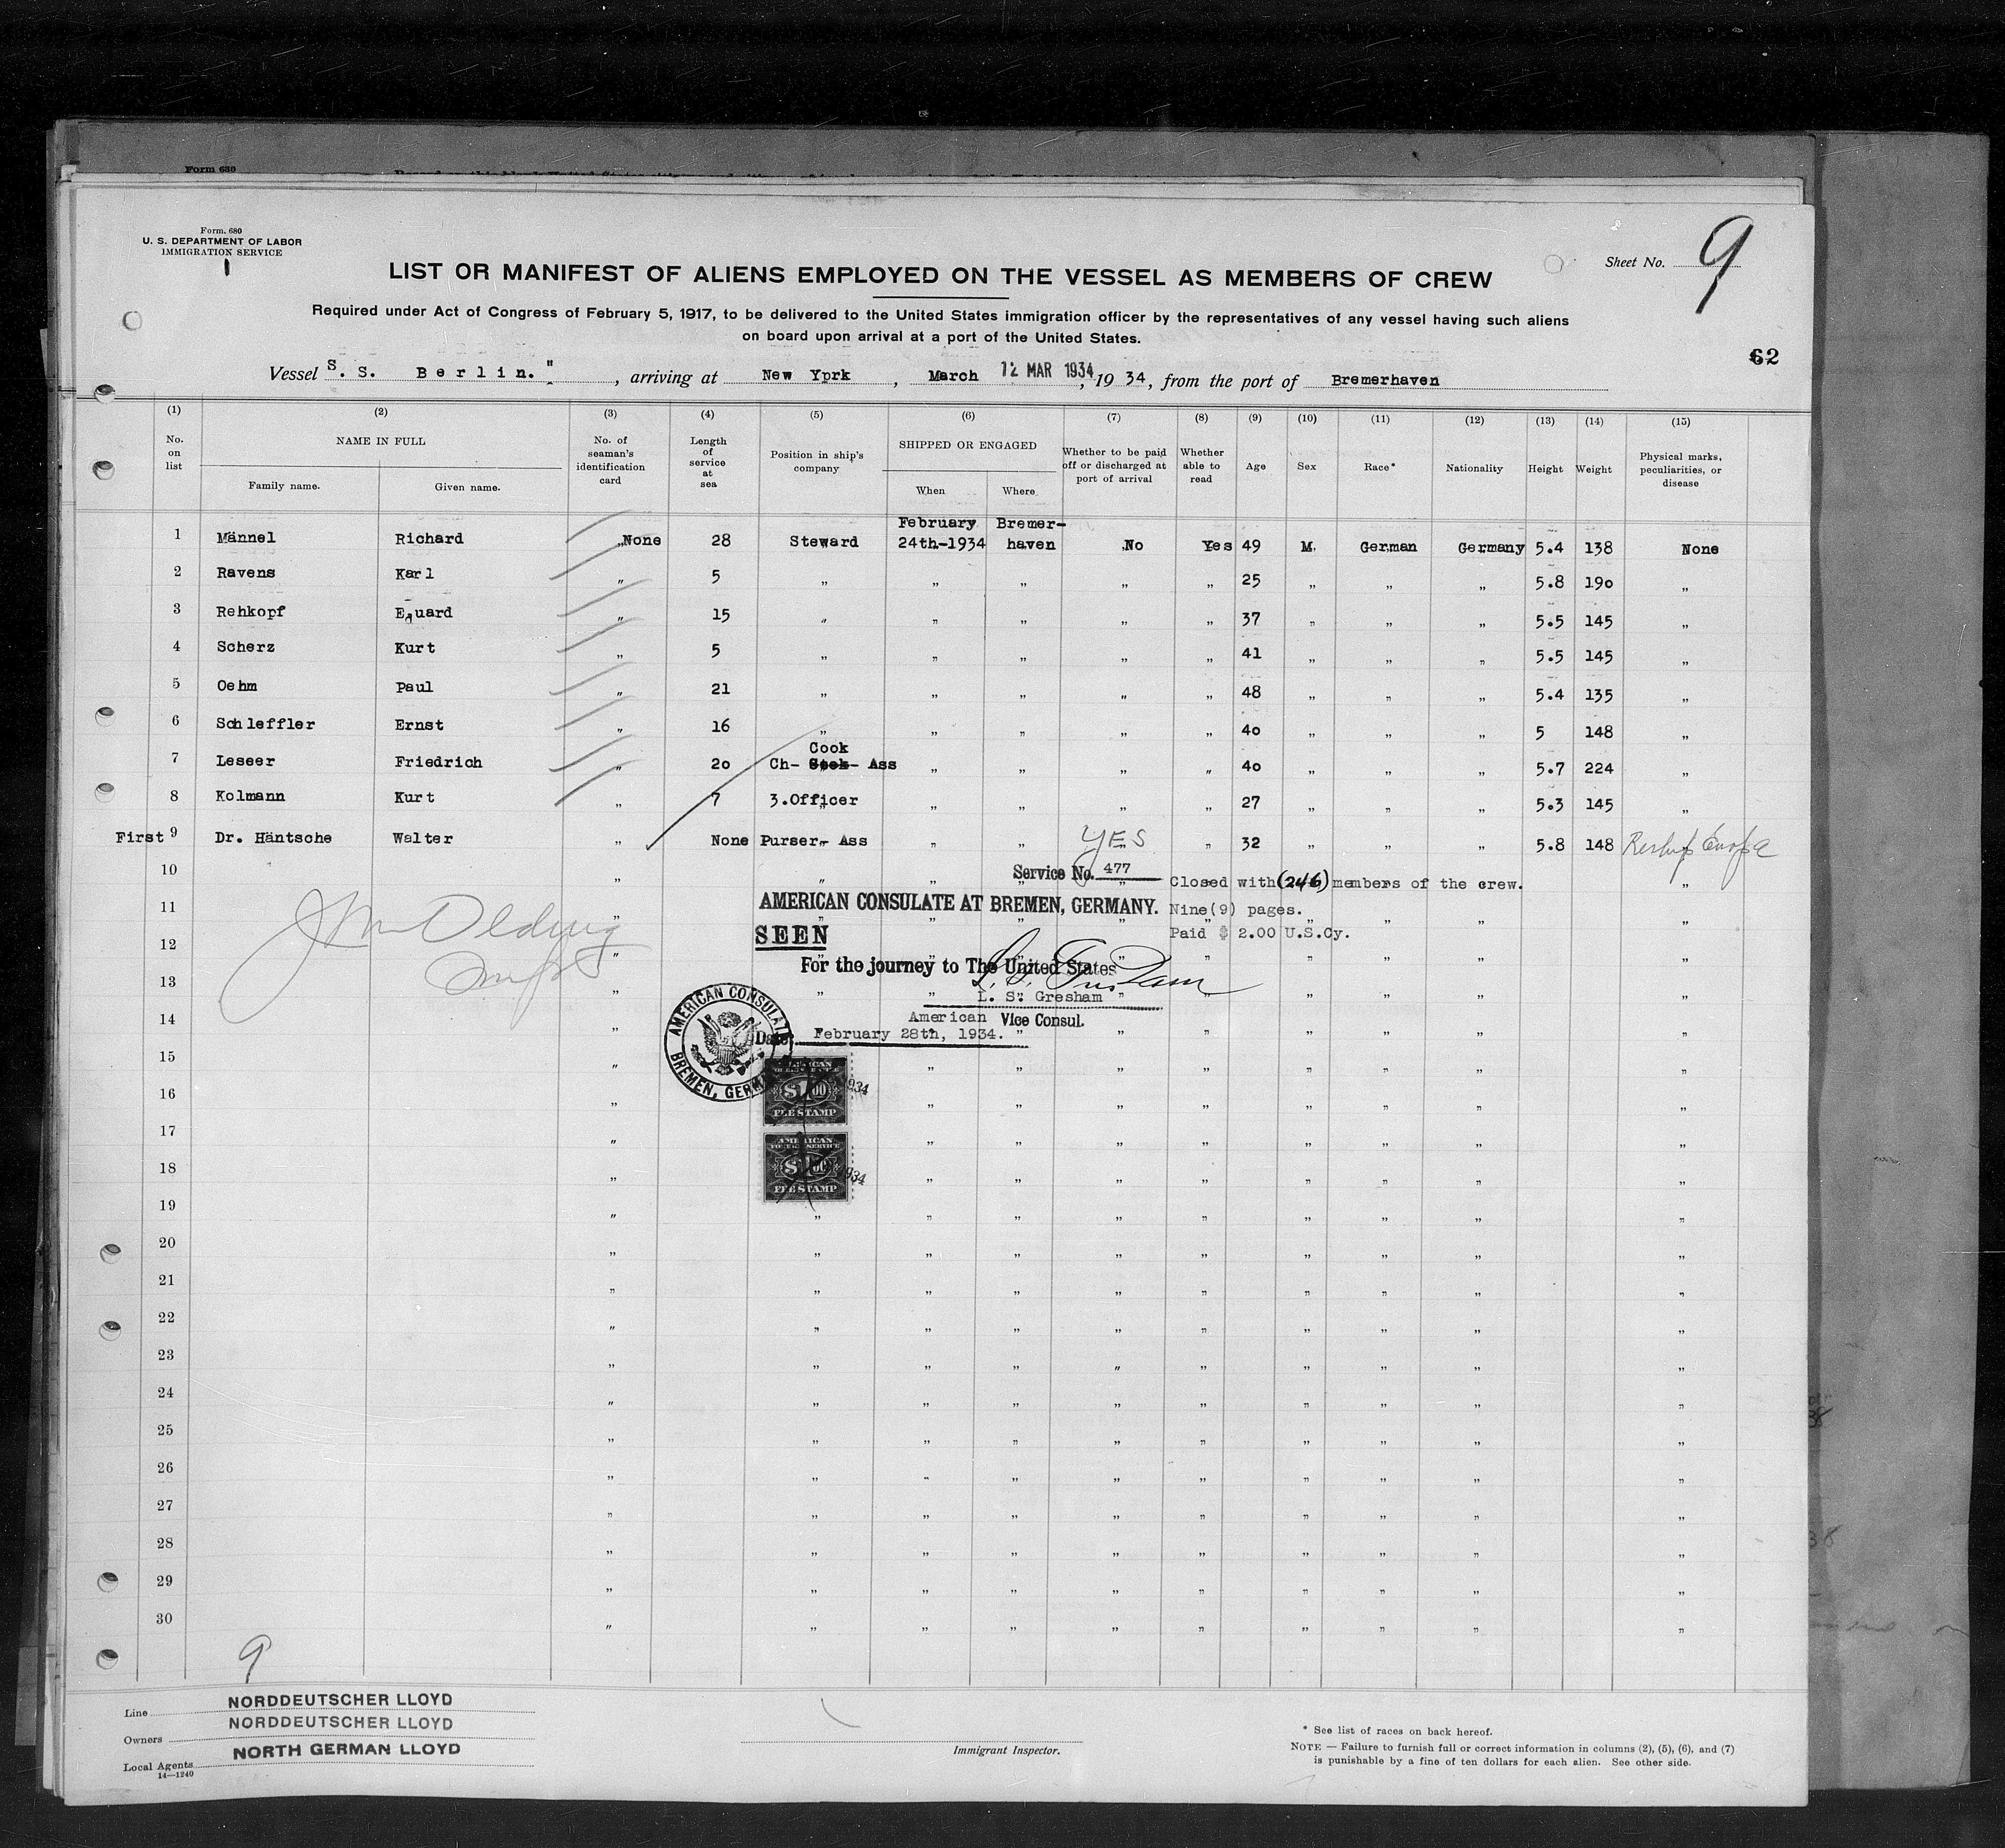 Form 680
Form. 680
U. S. DEPARTMENT OF LABOR
IMMIGRATION SERVICE
1
LIST OR MANIFEST OF ALIENS EMPLOYED ON THE VESSEL AS MEMBERS OF CREW
Sheet No. 9
Required under Act of Congress of February 5, 1917, to be delivered to the United States immigration officer by the representatives of any vessel having such aliens
on board upon arrival at a port of the United States.
62
Vessel S. S. Berlin." , arriving at New Yprk , March 12 MAR 1934 , 19 34, from the port of Bremerhaven
(1) (2) (3) (4) (5) (6) (7) (8) (9) (10) (11) (12) (13) (14) (15)
No. on list NAME IN FULL Family name. Given name. No. of seaman's identification card Length of service at sea Position in ship's company SHIPPED OR ENGAGED When Where Whether to be paid off or discharged at port of arrival Whether able to read Age Sex Race* Nationality Height Weight Physical marks, peculiarities, or disease
1 Männel Richard None 28 Steward February 24th-1934 Bremer-haven No Yes 49 M. German Germany 5.4 138 None
2 Ravens Karl " 5 " " " " " 25 " " " 5.8 190 "
3 Rehkopf Eduard " 15 " " " " " 37 " " " 5.5 145 "
4 Scherz Kurt " 5 " " " " " 41 " " " 5.5 145 "
5 Oehm Paul " 21 " " " " " 48 " " " 5.4 135 "
6 Schleffler Ernst " 16 " " " " " 40 " " " 5 148 "
Cook
7 Leseer Friedrich " 20 Ch- - Ass " " " " 40 " " " 5.7 224 "
8 Kolmann Kurt " 7 3.Officer " " " " 27 " " " 5.3 145 "
First 9 Dr. Häntsche Walter " None Purser- Ass " " YES " 32 " " " 5.8 148 Reship Europa
10 " " " " Service No. 477 Closed with (246) members of the crew. "
11 " AMERICAN CONSULATE AT BREMEN, GERMANY. Nine(9) pages. " " " "
12 " SEEN Paid $ 2.00 U.S.Cy.
For the journey to The United States " " " " " "
13 " " " L. S. Gresham " " " " " "
14 " American Vice Consul. " " " " " "
Date February 28th, 1934.
AMERICAN CONSULATE
BREMEN, GERMANY
15 " " " " " " " " "
AMERICAN
$1.00
FEE STAMP
1934
16 " " " " " " " " "
17 " " " " " " " " "
AMERICAN
FOREIGN SERVICE
$1.00
FEE STAMP
1934
18 " " " " " " " " "
19 " " " " " " " " " "
20 " " " " " " " " " "
21 " " " " " " " " " "
22 " " " " " " " " " "
23 " " " " " " " " " "
24 " " " " " " " " " "
25 " " " " " " " " " "
26 " " " " " " " " " "
27 " " " " " " " " " "
28 " " " " " " " " " "
29 " " " " " " " " " "
30 " " " " " " " " " "
9
Line NORDDEUTSCHER LLOYD
Owners NORDDEUTSCHER LLOYD
Local Agents NORTH GERMAN LLOYD
14—1240
Immigrant Inspector.
* See list of races on back hereof.
NOTE — Failure to furnish full or correct information in columns (2), (5), (6), and (7)
is punishable by a fine of ten dollars for each alien. See other side.